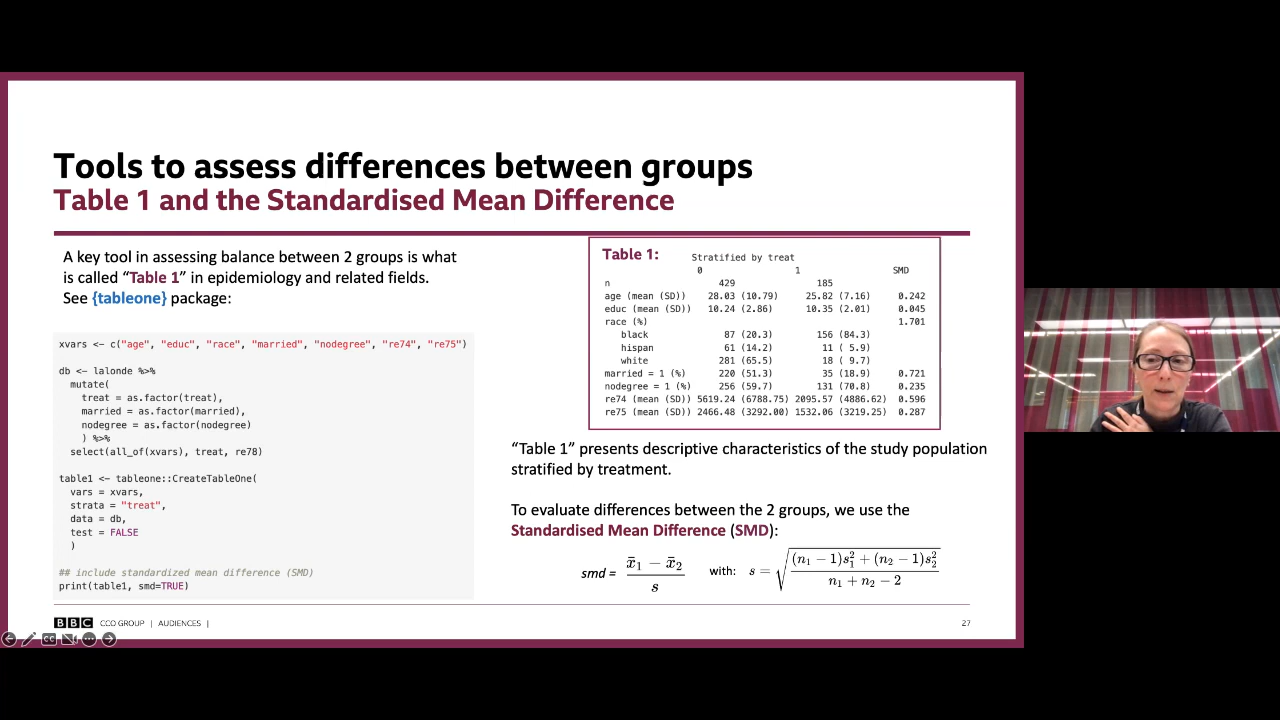 Tools to assess differences between groups
Table 1 and the Standardised Mean Difference
A key tool in assessing balance between 2 groups is what
is called “Table 1” in epidemiology and related fields.
See {tableone} package:
xvars <- c("age", "educ", "race", "married", "nodegree", "re74", "re75")
db <- lalonde %>%
mutate(
treat = as.factor(treat),
married = as.factor(married),
nodegree = as.factor(nodegree)
) %>%
select(all_of(xvars), treat, re78)
table1 <- tableone::CreateTableOne(
vars = xvars,
strata = "treat",
data = db,
test = FALSE
)
## include standardized mean difference (SMD)
print(table1, smd=TRUE)
Table 1:
Stratified by treat
0 1 SMD
n 429 185
age (mean (SD)) 28.03 (10.79) 25.82 (7.16) 0.242
educ (mean (SD)) 10.24 (2.86) 10.35 (2.01) 0.045
race (%) 1.701
black 87 (20.3) 156 (84.3)
hispan 61 (14.2) 11 ( 5.9)
white 281 (65.5) 18 ( 9.7)
married = 1 (%) 220 (51.3) 35 (18.9) 0.721
nodegree = 1 (%) 256 (59.7) 131 (70.8) 0.235
re74 (mean (SD)) 5619.24 (6788.75) 2095.57 (4886.62) 0.596
re75 (mean (SD)) 2466.48 (3292.00) 1532.06 (3219.25) 0.287
“Table 1” presents descriptive characteristics of the study population
stratified by treatment.
To evaluate differences between the 2 groups, we use the
Standardised Mean Difference (SMD):
smd = (x̄₁ − x̄₂) / s with: s = √(((n₁ − 1)s₁² + (n₂ − 1)s₂²) / (n₁ + n₂ − 2))
BBC CCO GROUP | AUDIENCES | 27
CC